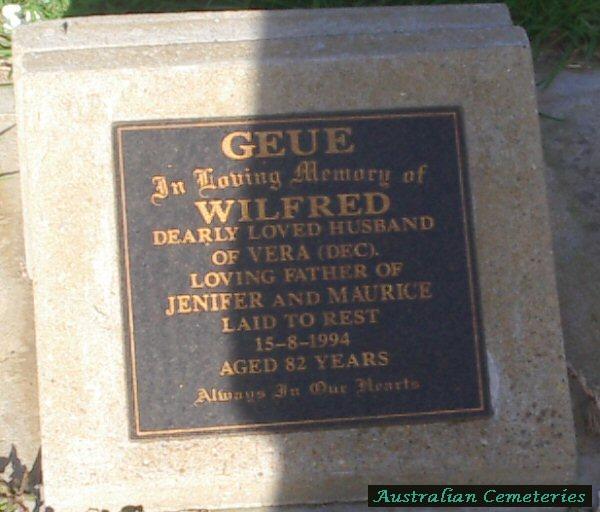 GEUE
In Loving Memory of
WILFRED
DEARLY LOVED HUSBAND
OF VERA (DEC).
LOVING FATHER OF
JENIFER AND MAURICE
LAID TO REST
15-8-1994
AGED 82 YEARS
Always In Our Hearts
Australian Cemeteries